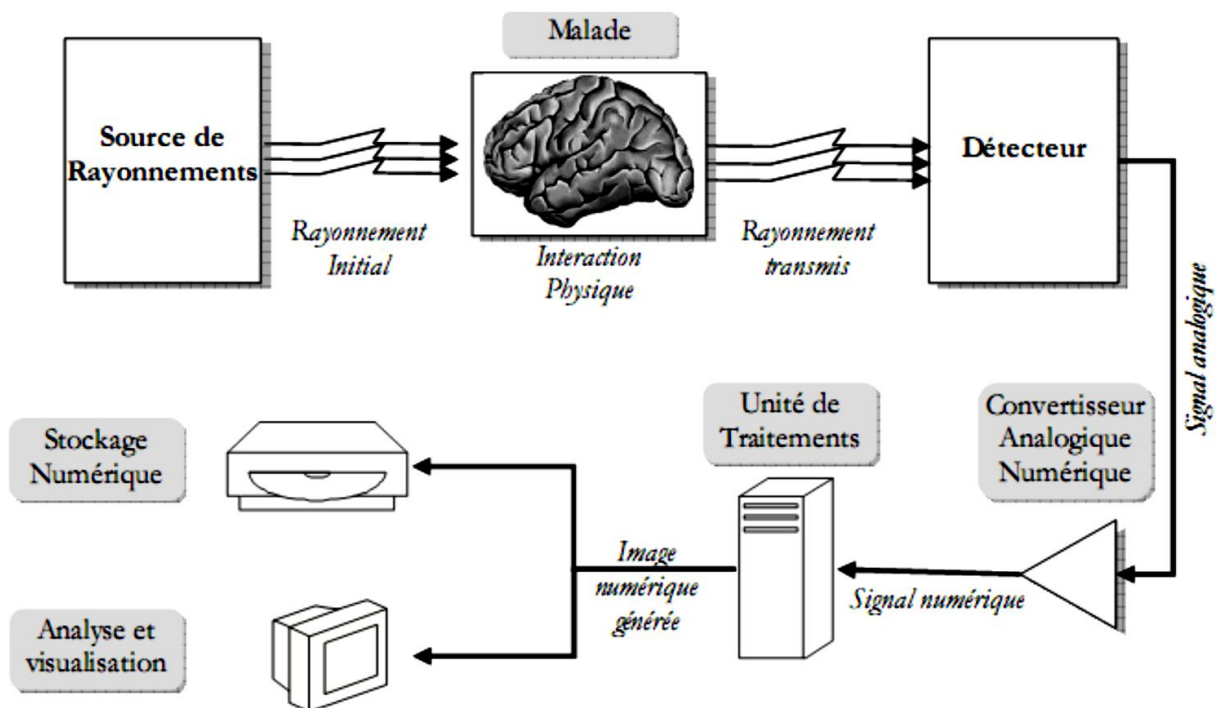 Malade
Source de
Rayonnements
Détecteur
Rayonnement
Initial
Interaction
Physique
Rayonnement
transmis
Signal analogique
Convertisseur
Analogique
Numérique
Unité de
Traitements
Stockage
Numérique
Signal numérique
Image
numérique
générée
Analyse et
visualisation